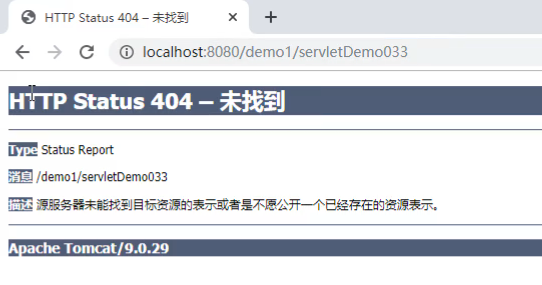 HTTP Status 404 – 未找到
localhost:8080/demo1/servletDemo033
HTTP Status 404 – 未找到
Type Status Report
消息 /demo1/servletDemo033
描述 源服务器未能找到目标资源的表示或者是不愿公开一个已经存在的资源表示。
Apache Tomcat/9.0.29